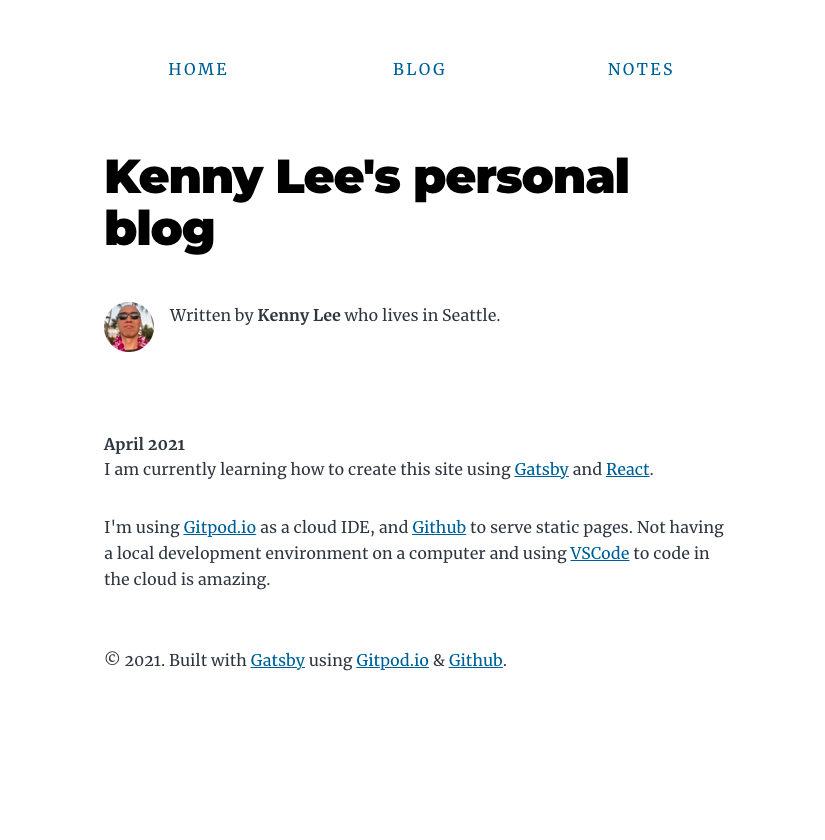 HOME BLOG NOTES
Kenny Lee's personal
blog
Written by Kenny Lee who lives in Seattle.
April 2021
I am currently learning how to create this site using Gatsby and React.
I'm using Gitpod.io as a cloud IDE, and Github to serve static pages. Not having
a local development environment on a computer and using VSCode to code in
the cloud is amazing.
© 2021. Built with Gatsby using Gitpod.io & Github.